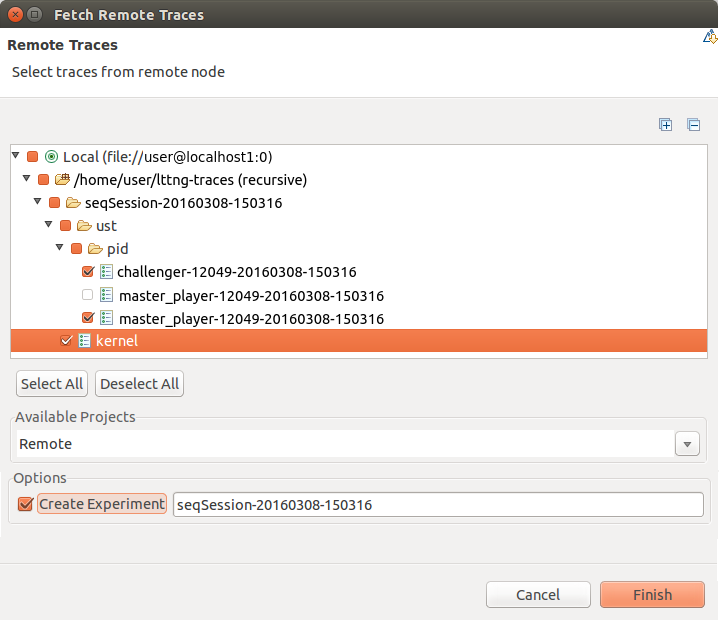 Fetch Remote Traces
Remote Traces
Select traces from remote node
Local (file://user@localhost1:0)
/home/user/lttng-traces (recursive)
seqSession-20160308-150316
ust
pid
challenger-12049-20160308-150316
master_player-12049-20160308-150316
master_player-12049-20160308-150316
kernel
Select All Deselect All
Available Projects
Remote
Options
Create Experiment seqSession-20160308-150316
Cancel Finish